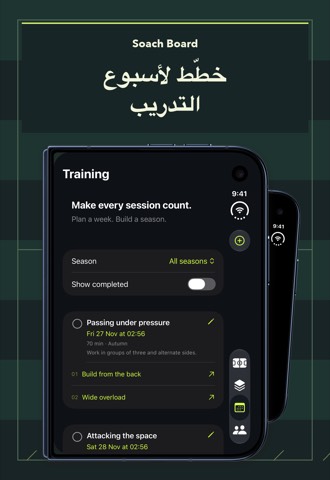 Soach Board
خطّط لأسبوع
التدريب
Training
9:41
Make every session count.
Plan a week. Build a season.
9:41
Season
All seasons
Show completed
Passing under pressure
Fri 27 Nov at 02:56
70 min · Autumn
Work in groups of three and alternate sides.
01 Build from the back
02 Wide overload
Attacking the space
Sat 28 Nov at 02:56